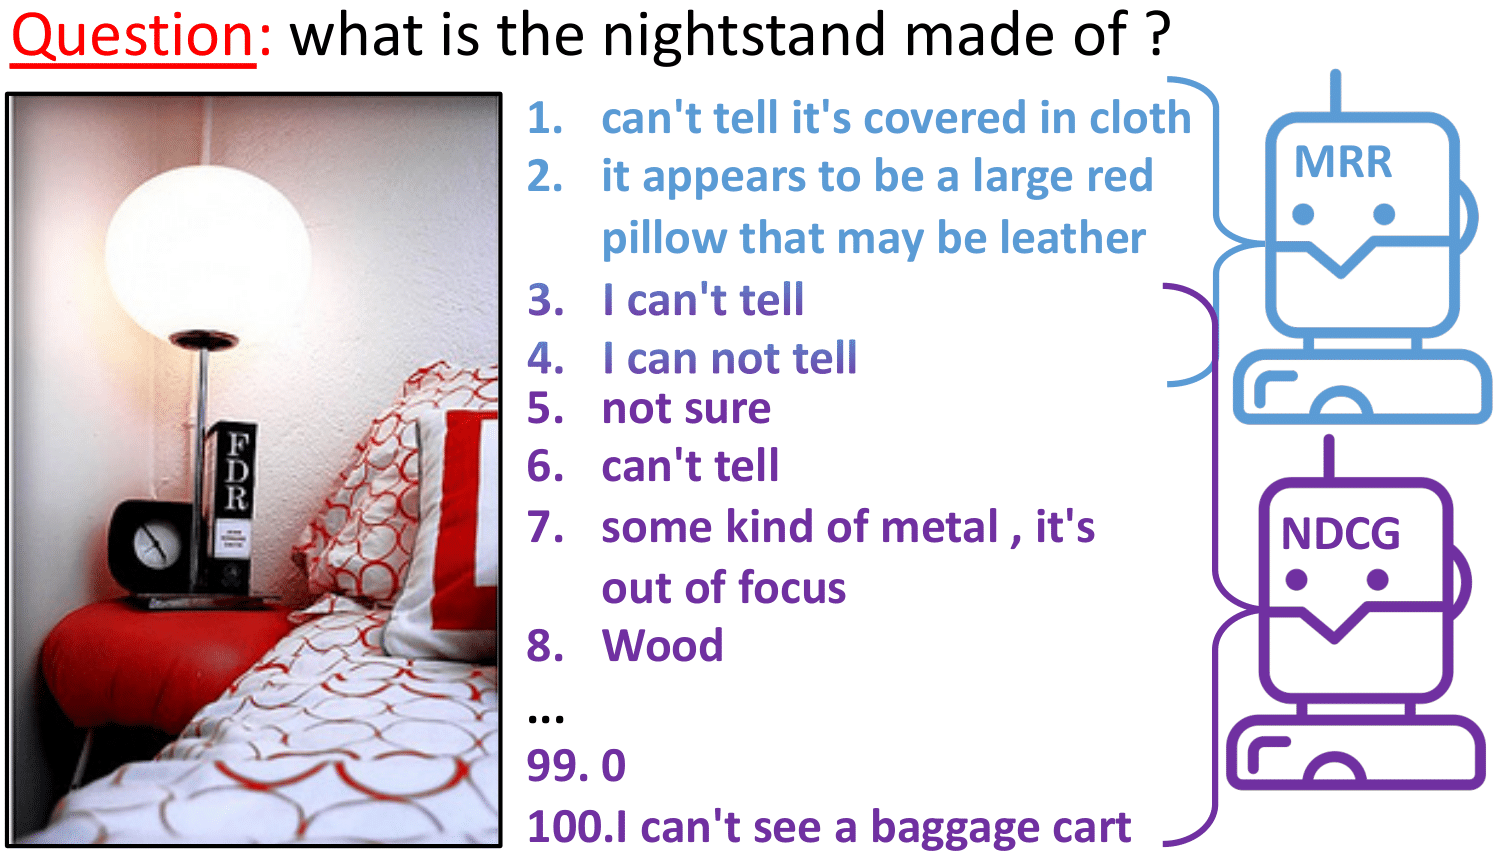 Question: what is the nightstand made of ?
1. can't tell it's covered in cloth
2. it appears to be a large red
pillow that may be leather
3. I can't tell
4. I can not tell
5. not sure
6. can't tell
7. some kind of metal , it's
out of focus
8. Wood
...
99. 0
100.I can't see a baggage cart
MRR
NDCG
FDR